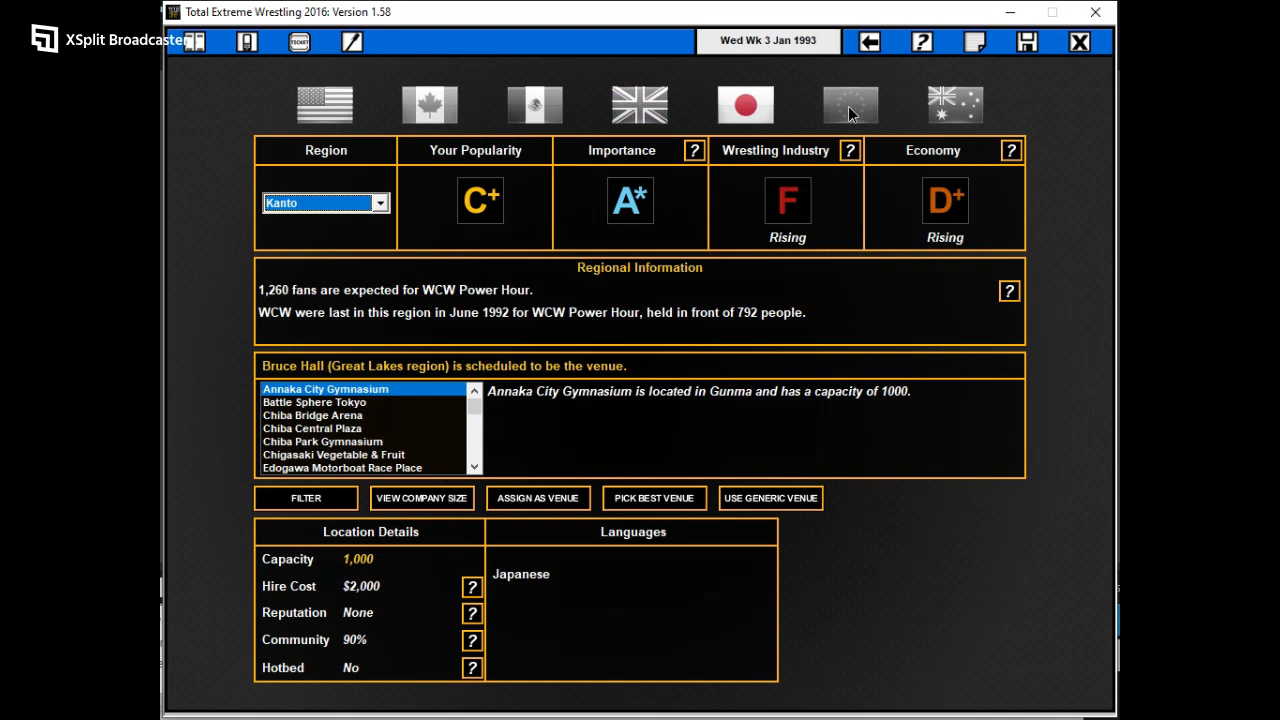 Total Extreme Wrestling 2016: Version 1.58
XSplit Broadcaster
TICKET
Wed Wk 3 Jan 1993
?
X
Region
Your Popularity
Importance ?
Wrestling Industry ?
Economy ?
Kanto
C+
A*
F
Rising
D+
Rising
Regional Information
1,260 fans are expected for WCW Power Hour.
?
WCW were last in this region in June 1992 for WCW Power Hour, held in front of 792 people.
Bruce Hall (Great Lakes region) is scheduled to be the venue.
Annaka City Gymnasium
Battle Sphere Tokyo
Chiba Bridge Arena
Chiba Central Plaza
Chiba Park Gymnasium
Chigasaki Vegetable & Fruit
Edogawa Motorboat Race Place
Annaka City Gymnasium is located in Gunma and has a capacity of 1000.
FILTER
VIEW COMPANY SIZE
ASSIGN AS VENUE
PICK BEST VENUE
USE GENERIC VENUE
Location Details
Capacity 1,000
Hire Cost $2,000 ?
Reputation None ?
Community 90% ?
Hotbed No ?
Languages
Japanese